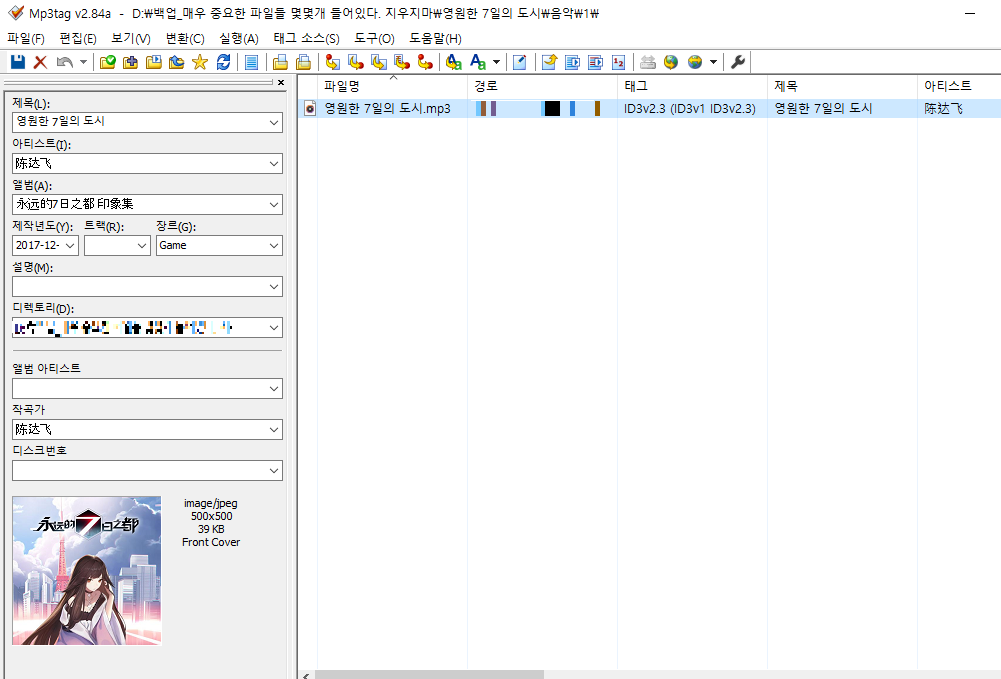 Mp3tag v2.84a - D:₩백업_매우 중요한 파일들 몇몇개 들어있다. 지우지마₩영원한 7일의 도시₩음악₩1₩
파일(F) 편집(E) 보기(V) 변환(C) 실행(A) 태그 소스(S) 도구(O) 도움말(H)
파일명 경로 태그 제목 아티스트
영원한 7일의 도시.mp3 ID3v2.3 (ID3v1 ID3v2.3) 영원한 7일의 도시 陈达飞
제목(L):
영원한 7일의 도시
아티스트(I):
陈达飞
앨범(A):
永远的7日之都 印象集
제작년도(Y): 트랙(R): 장르(G):
2017-12- Game
설명(M):
디렉토리(D):
앨범 아티스트
작곡가
陈达飞
디스크번호
永远的7日之都
image/jpeg
500x500
39 KB
Front Cover